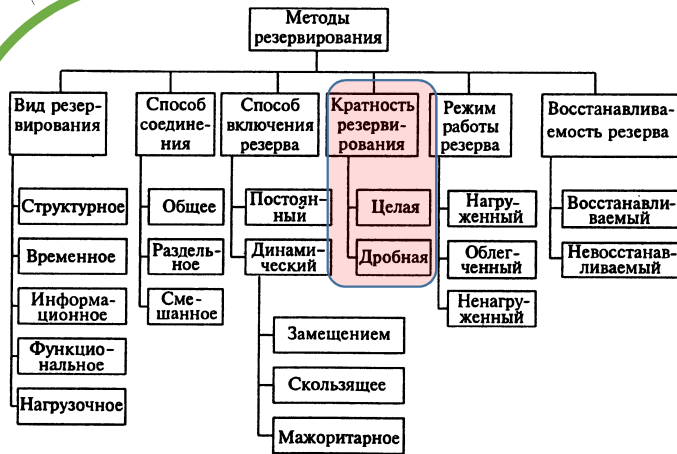 Методы
резервирования
Вид резер-
вирования
Способ
соедине-
ния
Способ
включения
резерва
Кратность
резерви-
рования
Режим
работы
резерва
Восстанавлива-
емость резерва
Структурное
Временное
Информа-
ционное
Функцио-
нальное
Нагрузочное
Общее
Раздель-
ное
Сме-
шанное
Постоян-
ный
Динами-
ческий
Замещением
Скользящее
Мажоритарное
Целая
Дробная
Нагру-
женный
Облег-
ченный
Ненагру-
женный
Восстанавли-
ваемый
Невосстанав-
ливаемый